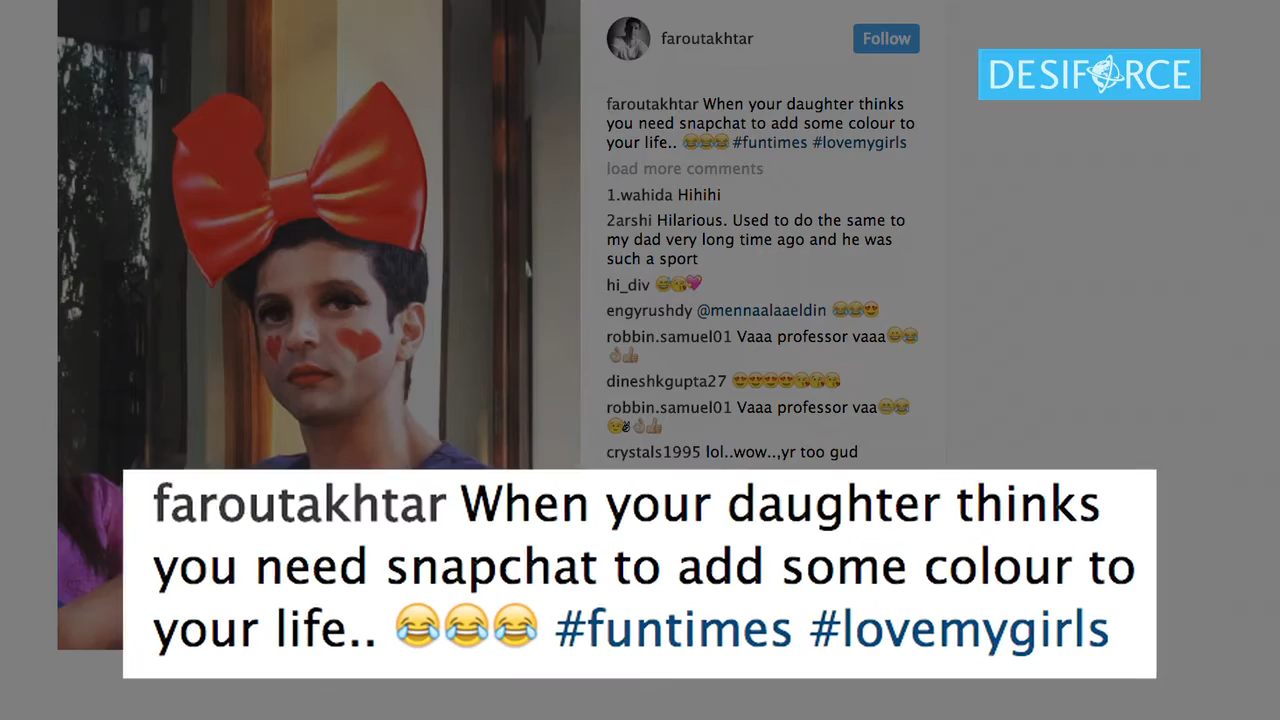 faroutakhtar
Follow
DESIFORCE
faroutakhtar When your daughter thinks
you need snapchat to add some colour to
your life.. 😂😂😂 #funtimes #lovemygirls
load more comments
1.wahida Hihihi
2arshi Hilarious. Used to do the same to
my dad very long time ago and he was
such a sport
hi_div 😅😘💖
engyrushdy @mennaalaaeldin 😂😂😍
robbin.samuel01 Vaaa professor vaaa😄😂
👌👍
dineshkgupta27 😍😍😍😍😘😘😘
robbin.samuel01 Vaaa professor vaa😁😂
😉✌👌👍
crystals1995 lol..wow..,yr too gud
faroutakhtar When your daughter thinks
you need snapchat to add some colour to
your life.. 😂😂😂 #funtimes #lovemygirls